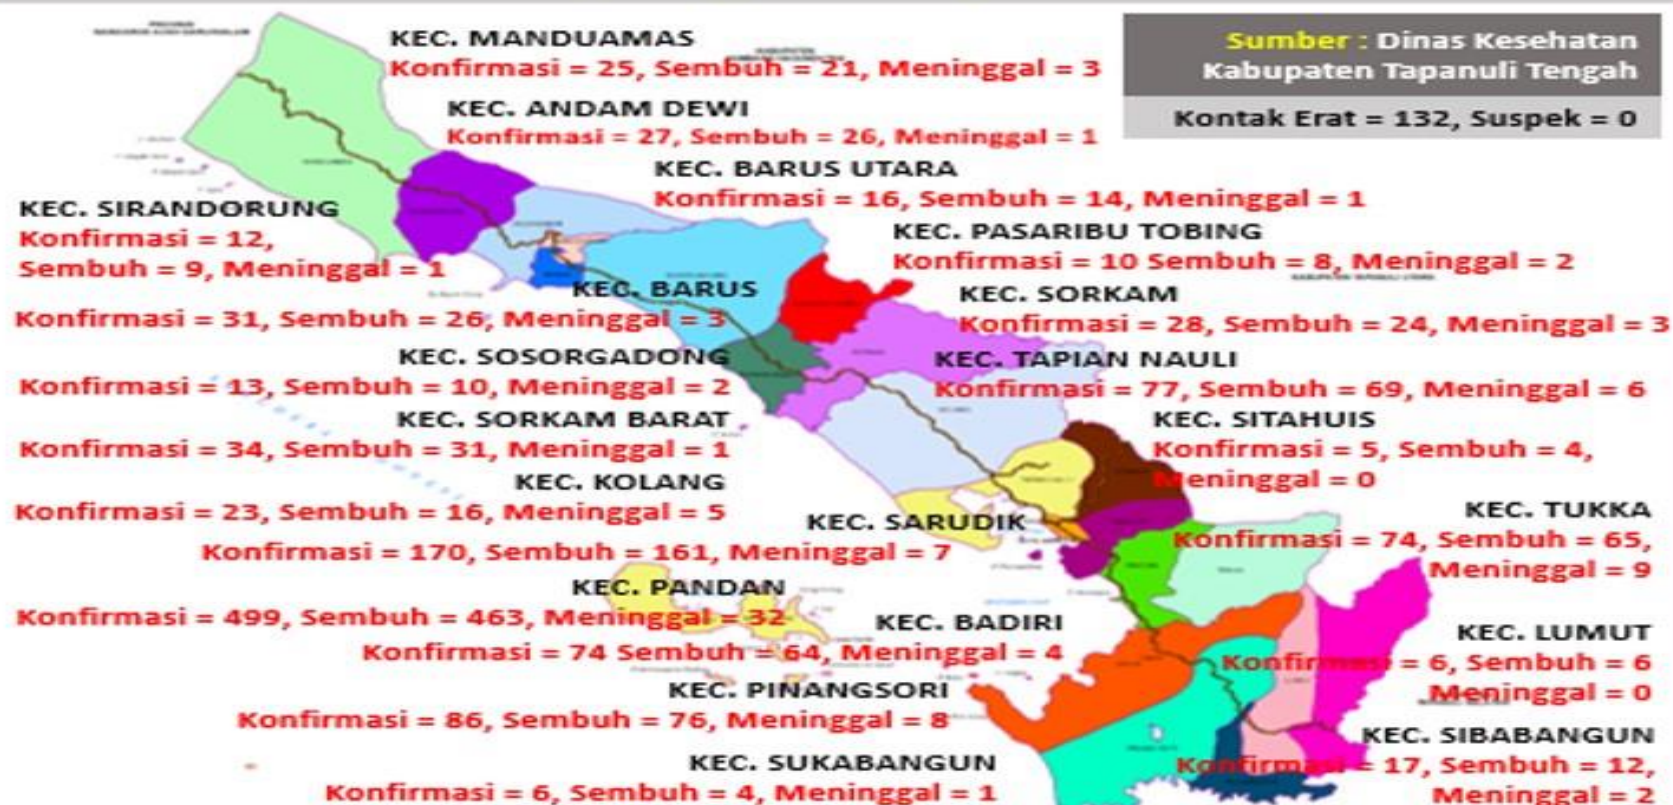 KEC. MANDUAMAS
Konfirmasi = 25, Sembuh = 21, Meninggal = 3
Sumber : Dinas Kesehatan
Kabupaten Tapanuli Tengah
Kontak Erat = 132, Suspek = 0
KEC. ANDAM DEWI
Konfirmasi = 27, Sembuh = 26, Meninggal = 1
KEC. BARUS UTARA
Konfirmasi = 16, Sembuh = 14, Meninggal = 1
KEC. SIRANDORUNG
Konfirmasi = 12,
Sembuh = 9, Meninggal = 1
KEC. PASARIBU TOBING
Konfirmasi = 10 Sembuh = 8, Meninggal = 2
KEC. BARUS
Konfirmasi = 31, Sembuh = 26, Meninggal = 3
KEC. SORKAM
Konfirmasi = 28, Sembuh = 24, Meninggal = 3
KEC. SOSORGADONG
Konfirmasi = 13, Sembuh = 10, Meninggal = 2
KEC. TAPIAN NAULI
Konfirmasi = 77, Sembuh = 69, Meninggal = 6
KEC. SORKAM BARAT
Konfirmasi = 34, Sembuh = 31, Meninggal = 1
KEC. SITAHUIS
Konfirmasi = 5, Sembuh = 4,
Meninggal = 0
KEC. KOLANG
Konfirmasi = 23, Sembuh = 16, Meninggal = 5
KEC. SARUDIK
Konfirmasi = 170, Sembuh = 161, Meninggal = 7
KEC. TUKKA
Konfirmasi = 74, Sembuh = 65,
Meninggal = 9
KEC. PANDAN
Konfirmasi = 499, Sembuh = 463, Meninggal = 32
KEC. BADIRI
Konfirmasi = 74 Sembuh = 64, Meninggal = 4
KEC. LUMUT
Konfirmasi = 6, Sembuh = 6
Meninggal = 0
KEC. PINANGSORI
Konfirmasi = 86, Sembuh = 76, Meninggal = 8
KEC. SIBABANGUN
Konfirmasi = 17, Sembuh = 12,
Meninggal = 2
KEC. SUKABANGUN
Konfirmasi = 6, Sembuh = 4, Meninggal = 1